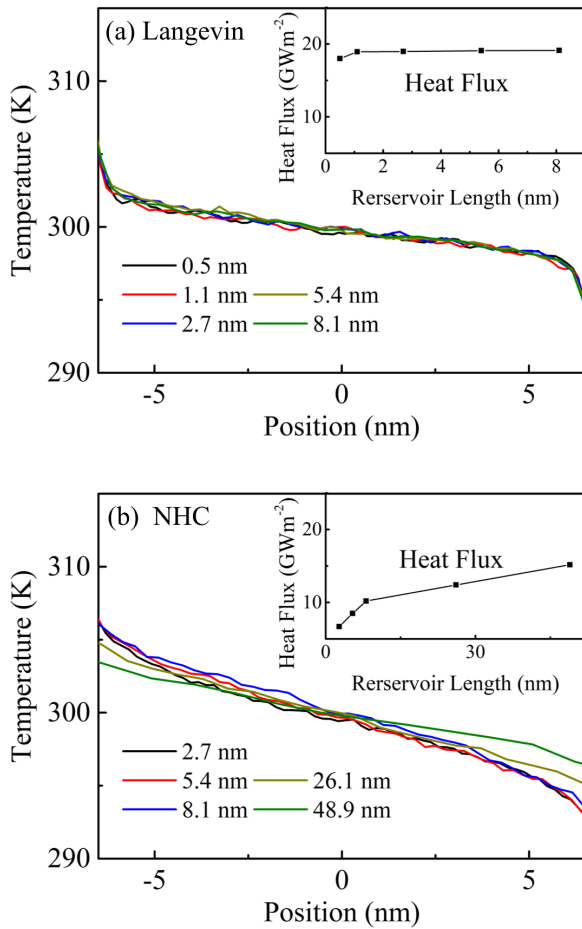 (a) Langevin
Heat Flux (GWm-2)
20
10
Heat Flux
0 2 4 6 8
Rerservoir Length (nm)
Temperature (K)
310
300
290
0.5 nm
1.1 nm 5.4 nm
2.7 nm 8.1 nm
-5 0 5
Position (nm)
(b) NHC
Heat Flux (GWm-2)
20
10
Heat Flux
0 30
Rerservoir Length (nm)
Temperature (K)
310
300
290
2.7 nm
5.4 nm 26.1 nm
8.1 nm 48.9 nm
-5 0 5
Position (nm)